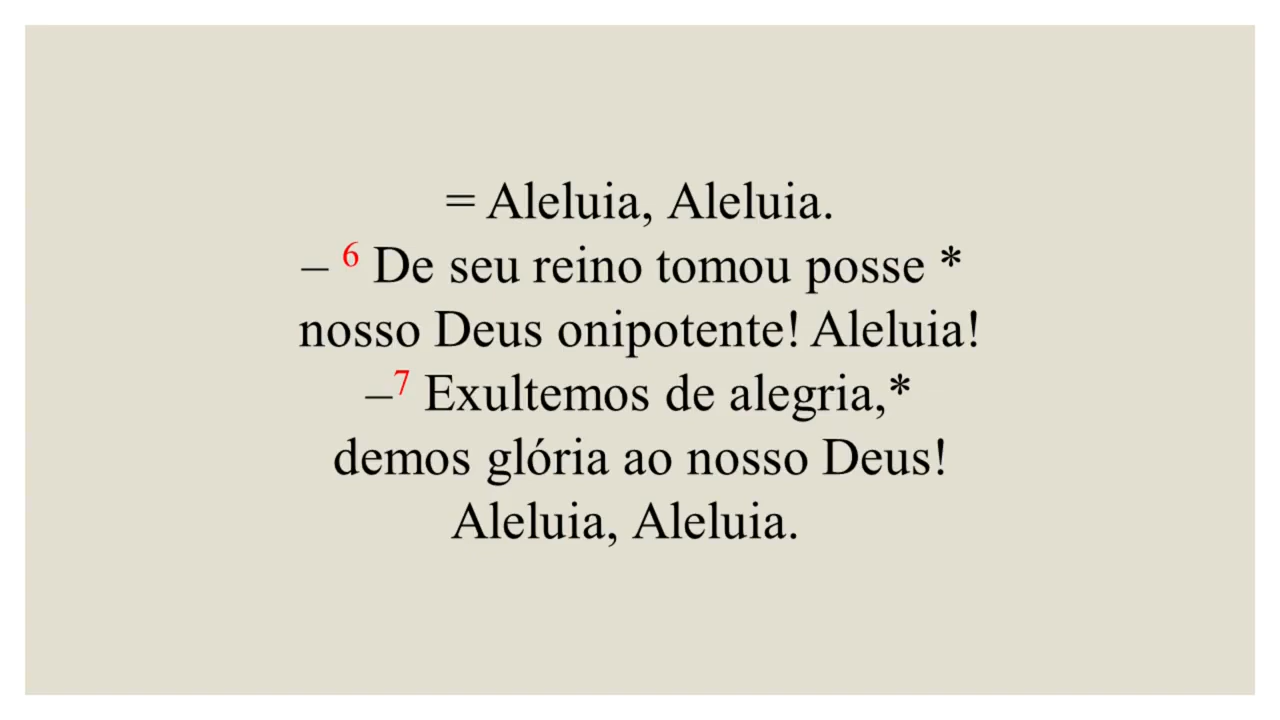 = Aleluia, Aleluia.
– 6 De seu reino tomou posse *
nosso Deus onipotente! Aleluia!
–7 Exultemos de alegria,*
demos glória ao nosso Deus!
Aleluia, Aleluia.